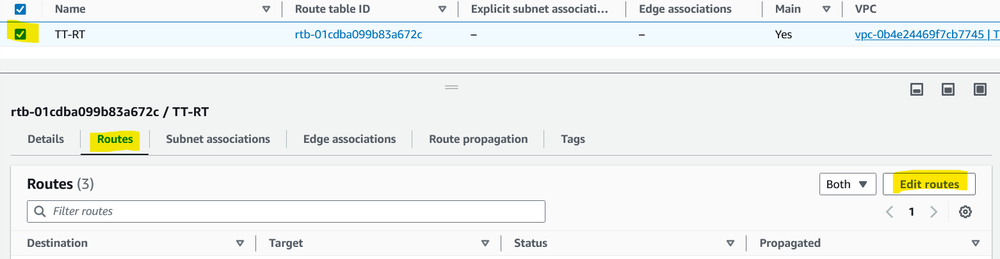 Name Route table ID Explicit subnet associati... Edge associations Main VPC
TT-RT rtb-01cdba099b83a672c – – Yes vpc-0b4e24469f7cb7745 | T
rtb-01cdba099b83a672c / TT-RT
Details Routes Subnet associations Edge associations Route propagation Tags
Routes (3) Both Edit routes
Filter routes 1
Destination Target Status Propagated